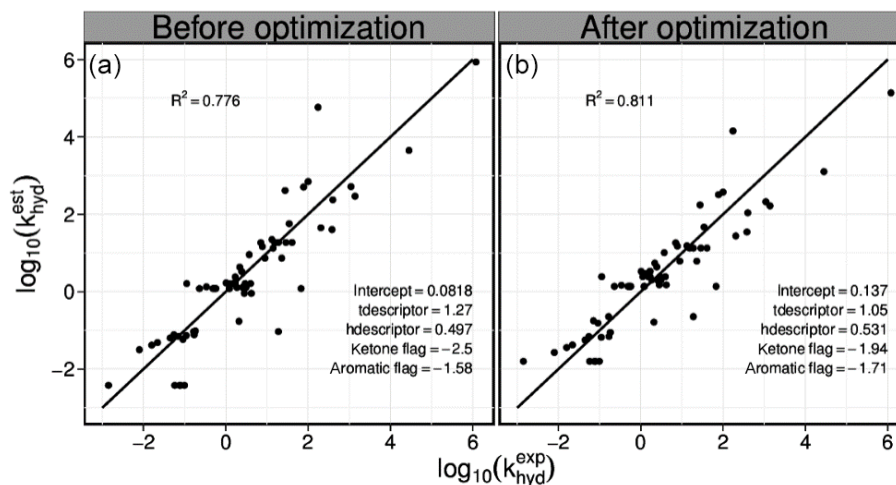 Before optimization
After optimization
(a)
R² = 0.776
Intercept = 0.0818
tdescriptor = 1.27
hdescriptor = 0.497
Ketone flag = −2.5
Aromatic flag = −1.58
(b)
R² = 0.811
Intercept = 0.137
tdescriptor = 1.05
hdescriptor = 0.531
Ketone flag = −1.94
Aromatic flag = −1.71
6
4
2
0
−2
log₁₀(k_hyd^est)
−2 0 2 4 6
−2 0 2 4 6
log₁₀(k_hyd^exp)